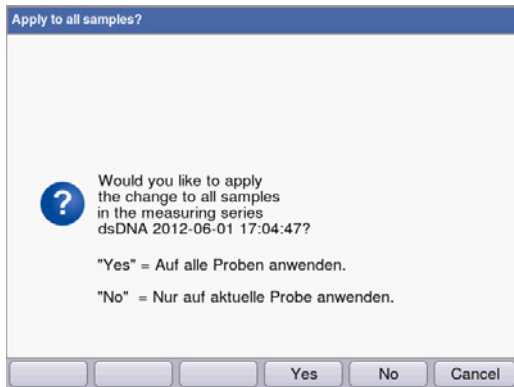 Apply to all samples?
?
Would you like to apply
the change to all samples
in the measuring series
dsDNA 2012-06-01 17:04:47?
"Yes" = Auf alle Proben anwenden.
"No" = Nur auf aktuelle Probe anwenden.
Yes No Cancel